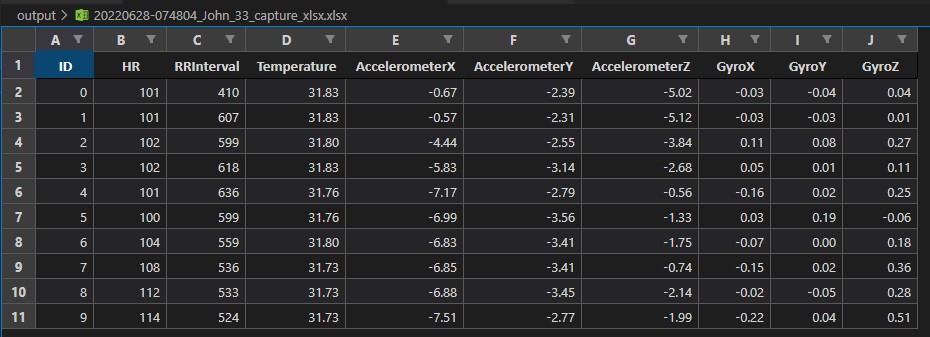 output > 20220628-074804_John_33_capture_xlsx.xlsx
A B C D E F G H I J
1 ID HR RRInterval Temperature AccelerometerX AccelerometerY AccelerometerZ GyroX GyroY GyroZ
2 0 101 410 31.83 -0.67 -2.39 -5.02 -0.03 -0.04 0.04
3 1 101 607 31.83 -0.57 -2.31 -5.12 -0.03 -0.03 0.01
4 2 102 599 31.80 -4.44 -2.55 -3.84 0.11 0.08 0.27
5 3 102 618 31.83 -5.83 -3.14 -2.68 0.05 0.01 0.11
6 4 101 636 31.76 -7.17 -2.79 -0.56 -0.16 0.02 0.25
7 5 100 599 31.76 -6.99 -3.56 -1.33 0.03 0.19 -0.06
8 6 104 559 31.80 -6.83 -3.41 -1.75 -0.07 0.00 0.18
9 7 108 536 31.73 -6.85 -3.41 -0.74 -0.15 0.02 0.36
10 8 112 533 31.73 -6.88 -3.45 -2.14 -0.02 -0.05 0.28
11 9 114 524 31.73 -7.51 -2.77 -1.99 -0.22 0.04 0.51